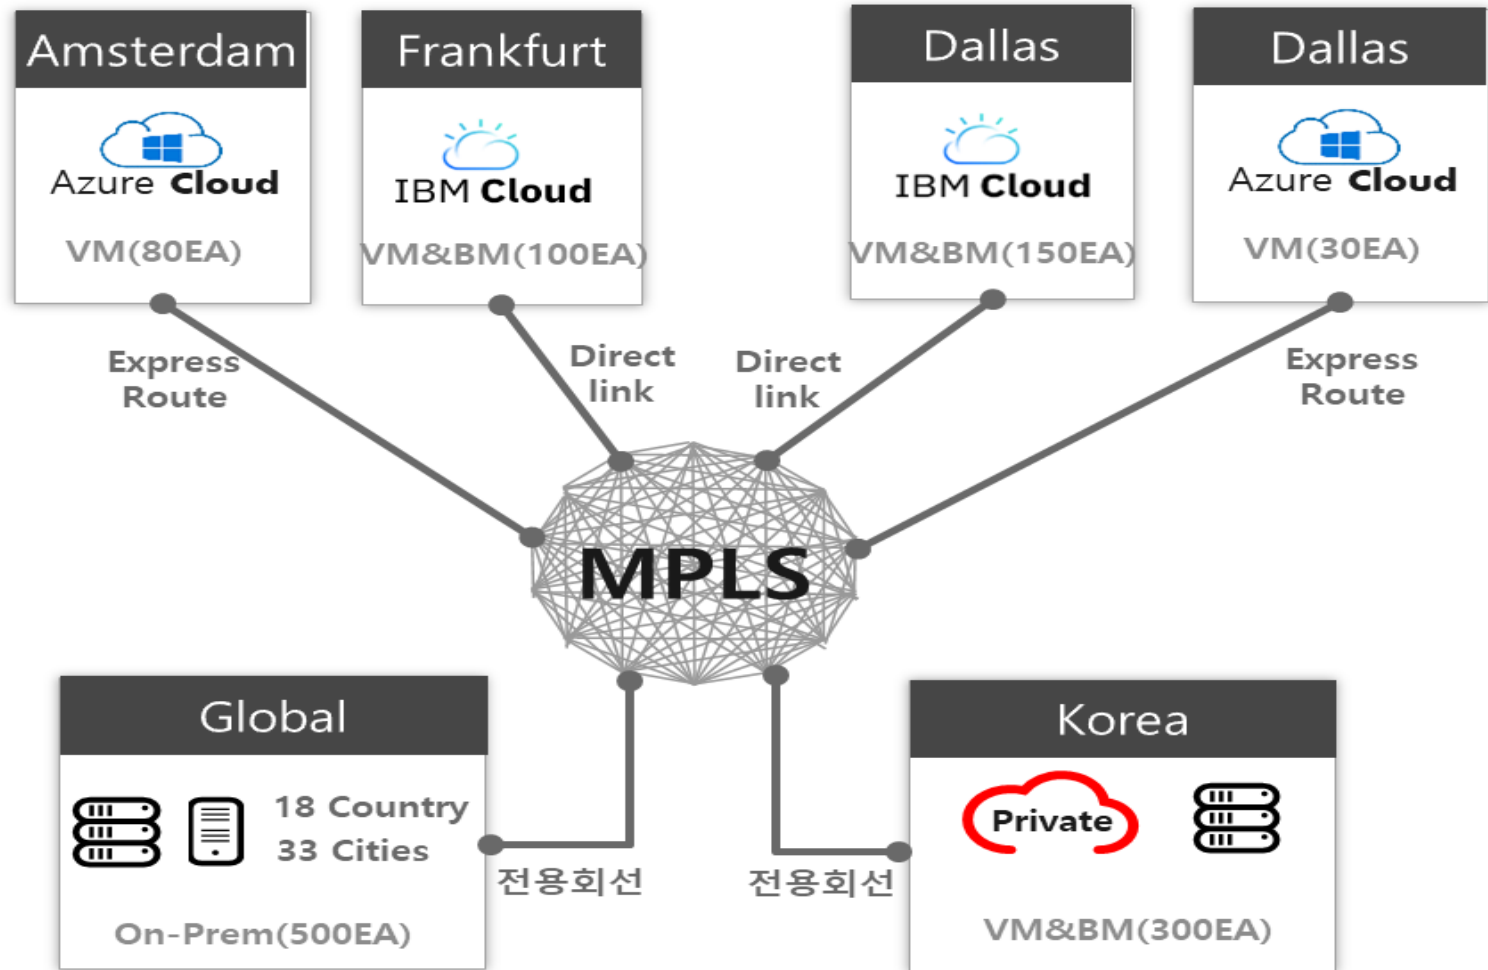 Amsterdam
Azure Cloud
VM(80EA)
Frankfurt
IBM Cloud
VM&BM(100EA)
Dallas
IBM Cloud
VM&BM(150EA)
Dallas
Azure Cloud
VM(30EA)
Express
Route
Direct
link
Direct
link
Express
Route
MPLS
Global
18 Country
33 Cities
On-Prem(500EA)
전용회선
전용회선
Korea
Private
VM&BM(300EA)